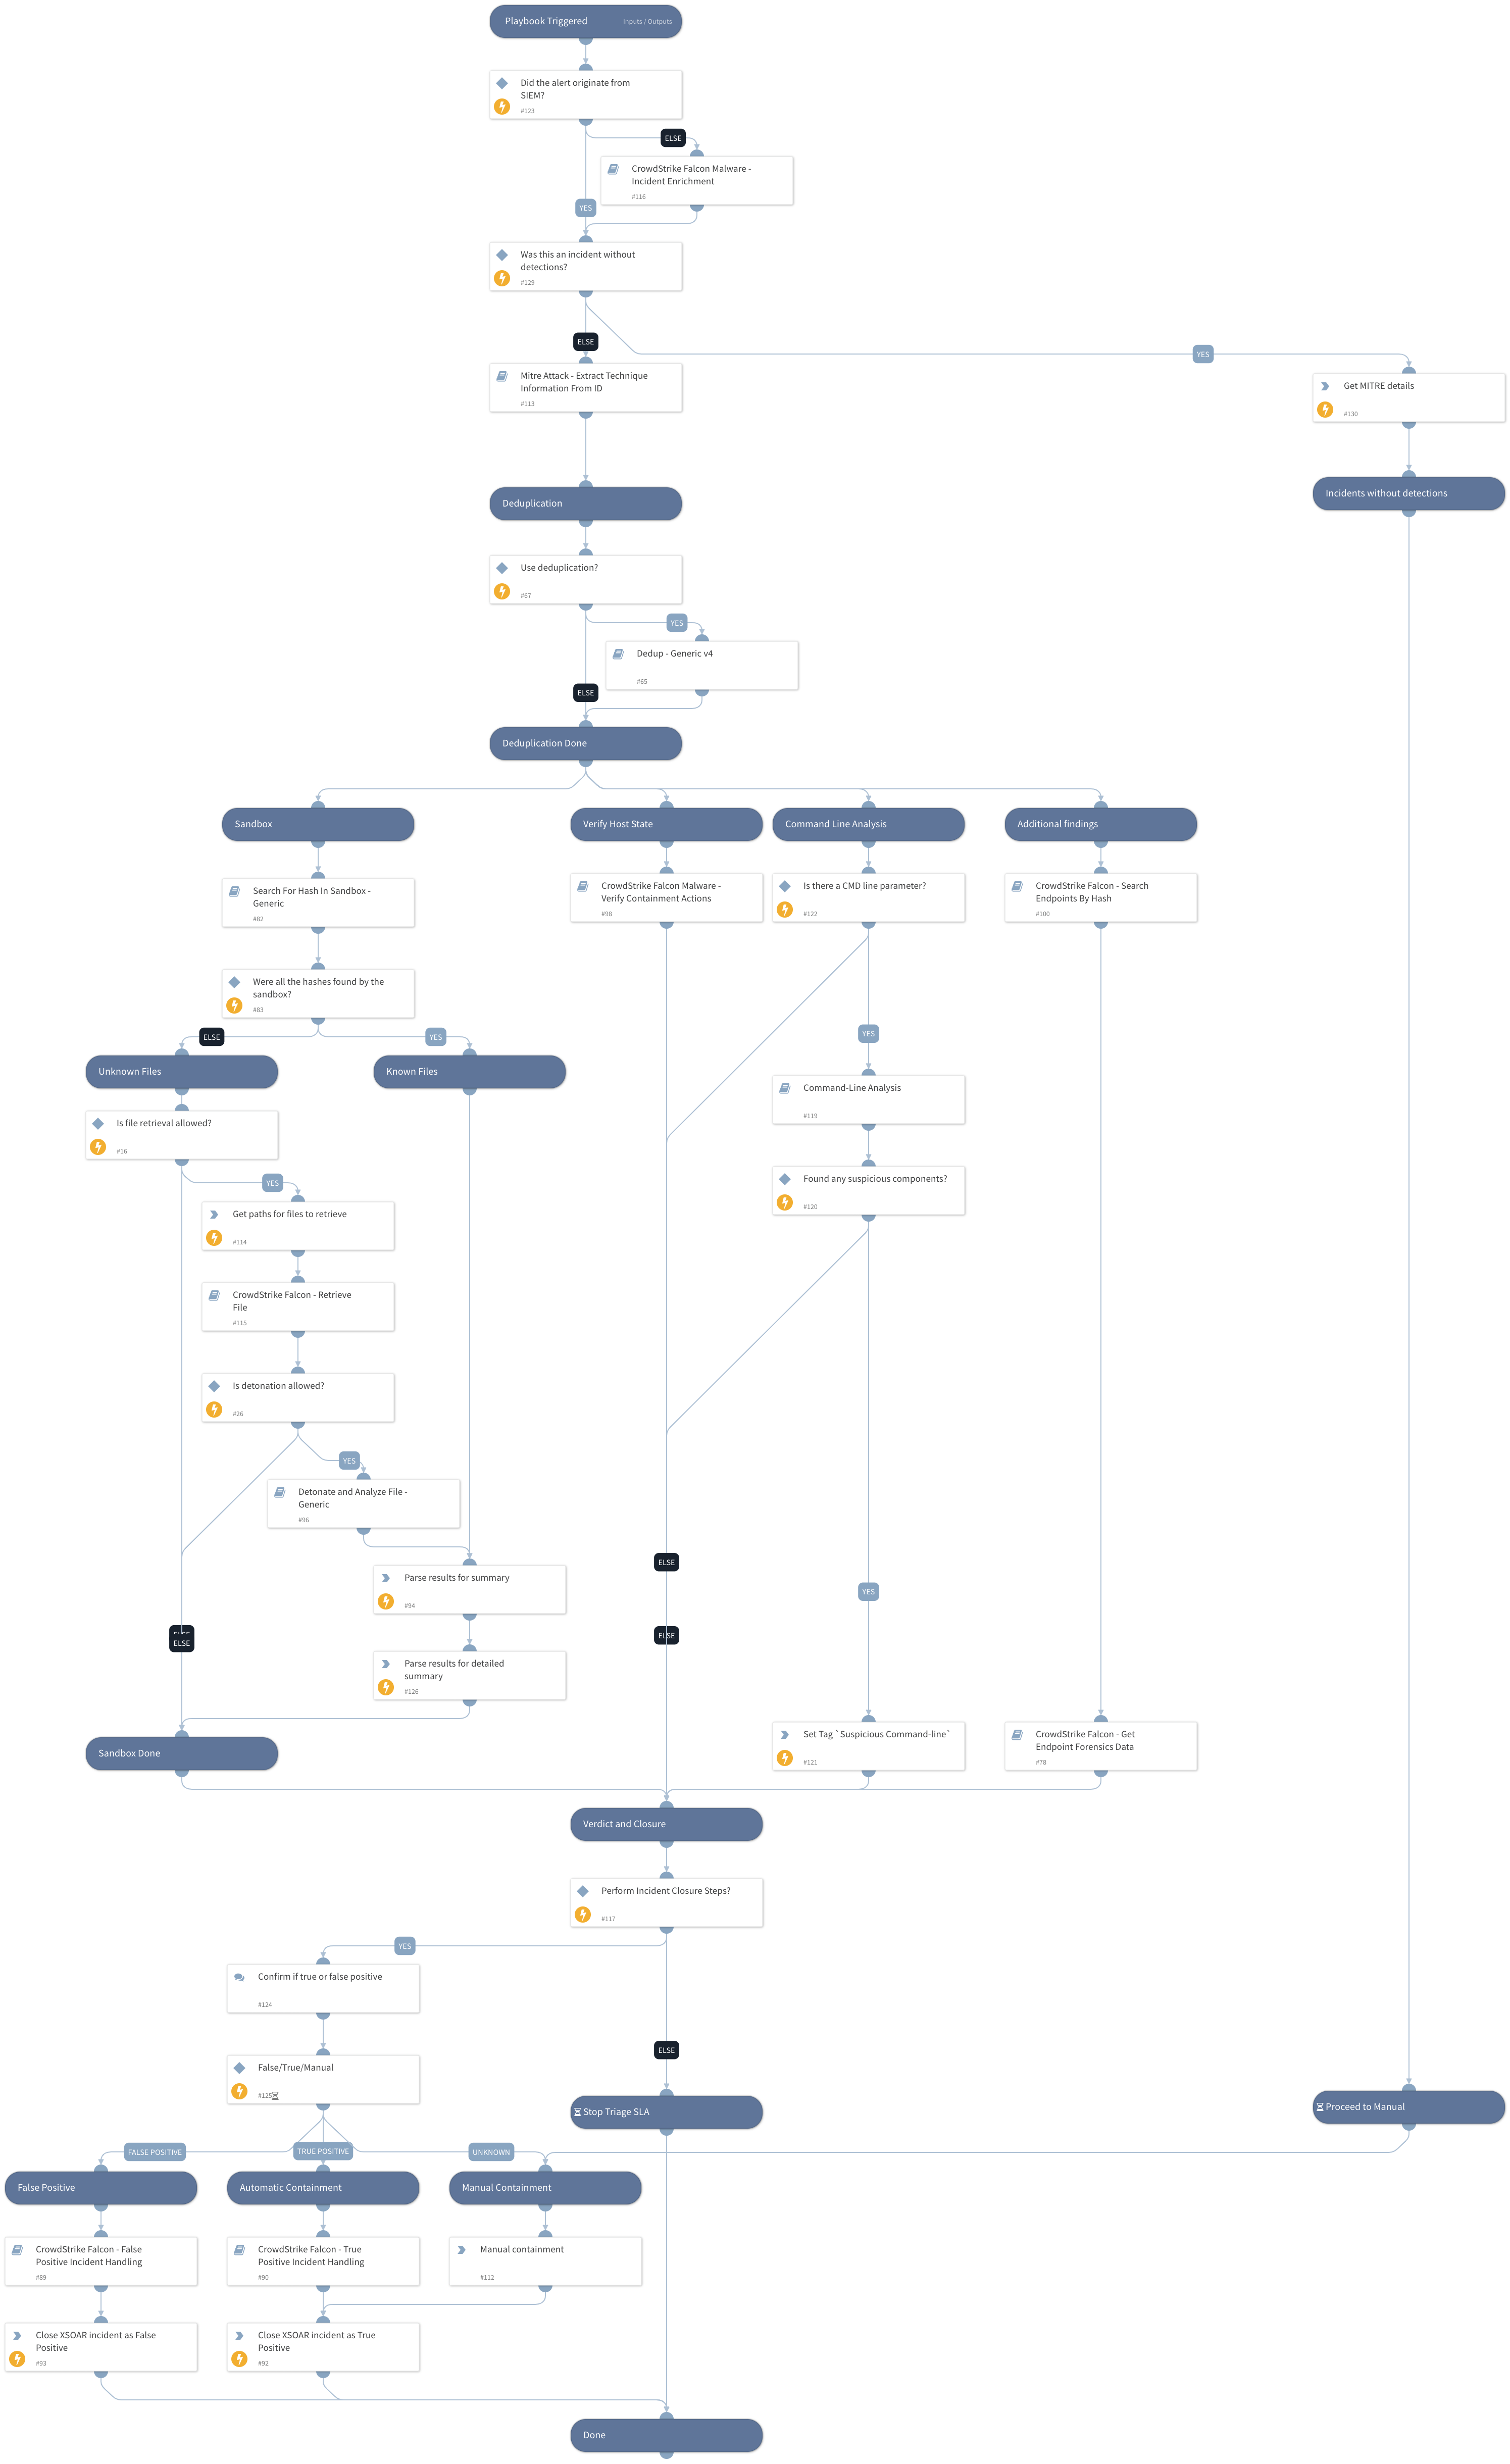 Playbook Triggered
Inputs / Outputs
Did the alert originate from
SIEM?
#123
ELSE
CrowdStrike Falcon Malware -
Incident Enrichment
#116
YES
Was this an incident without
detections?
#129
ELSE
YES
Mitre Attack - Extract Technique
Information From ID
#113
Get MITRE details
#130
Deduplication
Incidents without detections
Use deduplication?
#67
YES
Dedup - Generic v4
#65
ELSE
Deduplication Done
Sandbox
Verify Host State
Command Line Analysis
Additional findings
Search For Hash In Sandbox -
Generic
#82
CrowdStrike Falcon Malware -
Verify Containment Actions
#98
Is there a CMD line parameter?
#122
CrowdStrike Falcon - Search
Endpoints By Hash
#100
Were all the hashes found by the
sandbox?
#83
ELSE
YES
YES
Unknown Files
Known Files
Command-Line Analysis
#119
Is file retrieval allowed?
#16
YES
Found any suspicious components?
#120
Get paths for files to retrieve
#114
CrowdStrike Falcon - Retrieve
File
#115
Is detonation allowed?
#26
YES
Detonate and Analyze File -
Generic
#96
ELSE
YES
Parse results for summary
#94
ELSE
ELSE
ELSE
Parse results for detailed
summary
#126
Sandbox Done
Set Tag `Suspicious Command-line`
#121
CrowdStrike Falcon - Get
Endpoint Forensics Data
#78
Verdict and Closure
Perform Incident Closure Steps?
#117
YES
Confirm if true or false positive
#124
ELSE
False/True/Manual
#125
Stop Triage SLA
Proceed to Manual
FALSE POSITIVE
TRUE POSITIVE
UNKNOWN
False Positive
Automatic Containment
Manual Containment
CrowdStrike Falcon - False
Positive Incident Handling
#89
CrowdStrike Falcon - True
Positive Incident Handling
#90
Manual containment
#112
Close XSOAR incident as False
Positive
#93
Close XSOAR incident as True
Positive
#92
Done